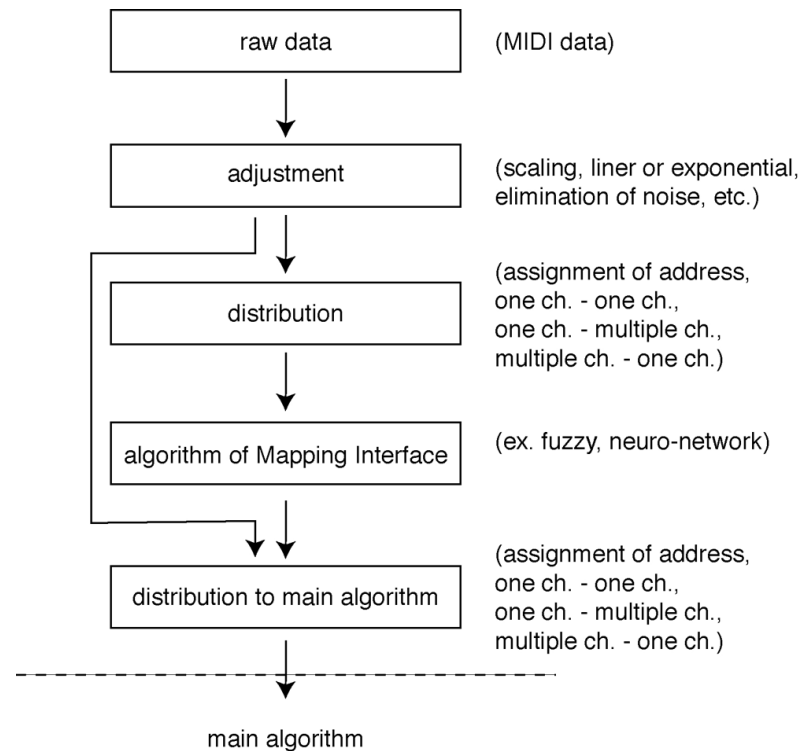 raw data
(MIDI data)
adjustment
(scaling, liner or exponential,
elimination of noise, etc.)
distribution
(assignment of address,
one ch. - one ch.,
one ch. - multiple ch.,
multiple ch. - one ch.)
algorithm of Mapping Interface
(ex. fuzzy, neuro-network)
distribution to main algorithm
(assignment of address,
one ch. - one ch.,
one ch. - multiple ch.,
multiple ch. - one ch.)
main algorithm